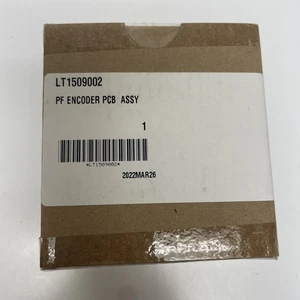 LT1509002
PF ENCODER PCB ASSY
1
*LT1509002*
2022MAR26